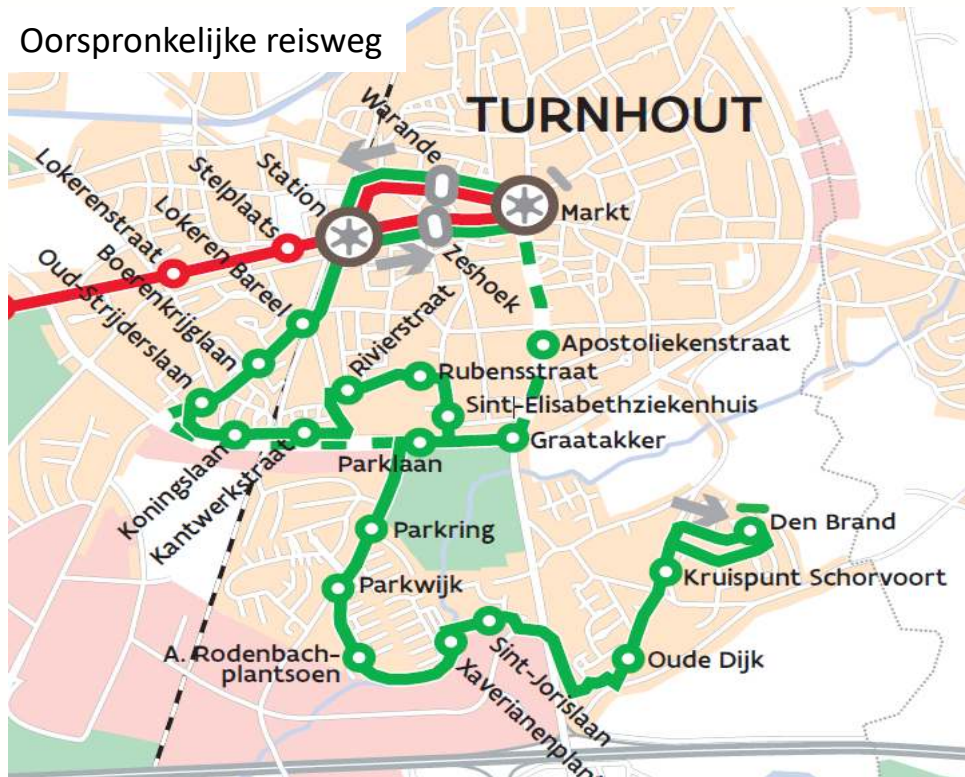 Oorspronkelijke reisweg
TURNHOUT
Warande
Station
Stelplaats
Lokerenstraat
Lokeren Bareel
Boerenkrijglaan
Oud-Strijderslaan
Markt
Zeshoek
Rivierstraat
Apostoliekenstraat
Rubensstraat
Sint-Elisabethziekenhuis
Graatakker
Parklaan
Koningslaan
Kantwerkstraat
Parkring
Den Brand
Kruispunt Schorvoort
Parkwijk
A. Rodenbach-
plantsoen
Oude Dijk
Sint-Jorislaan